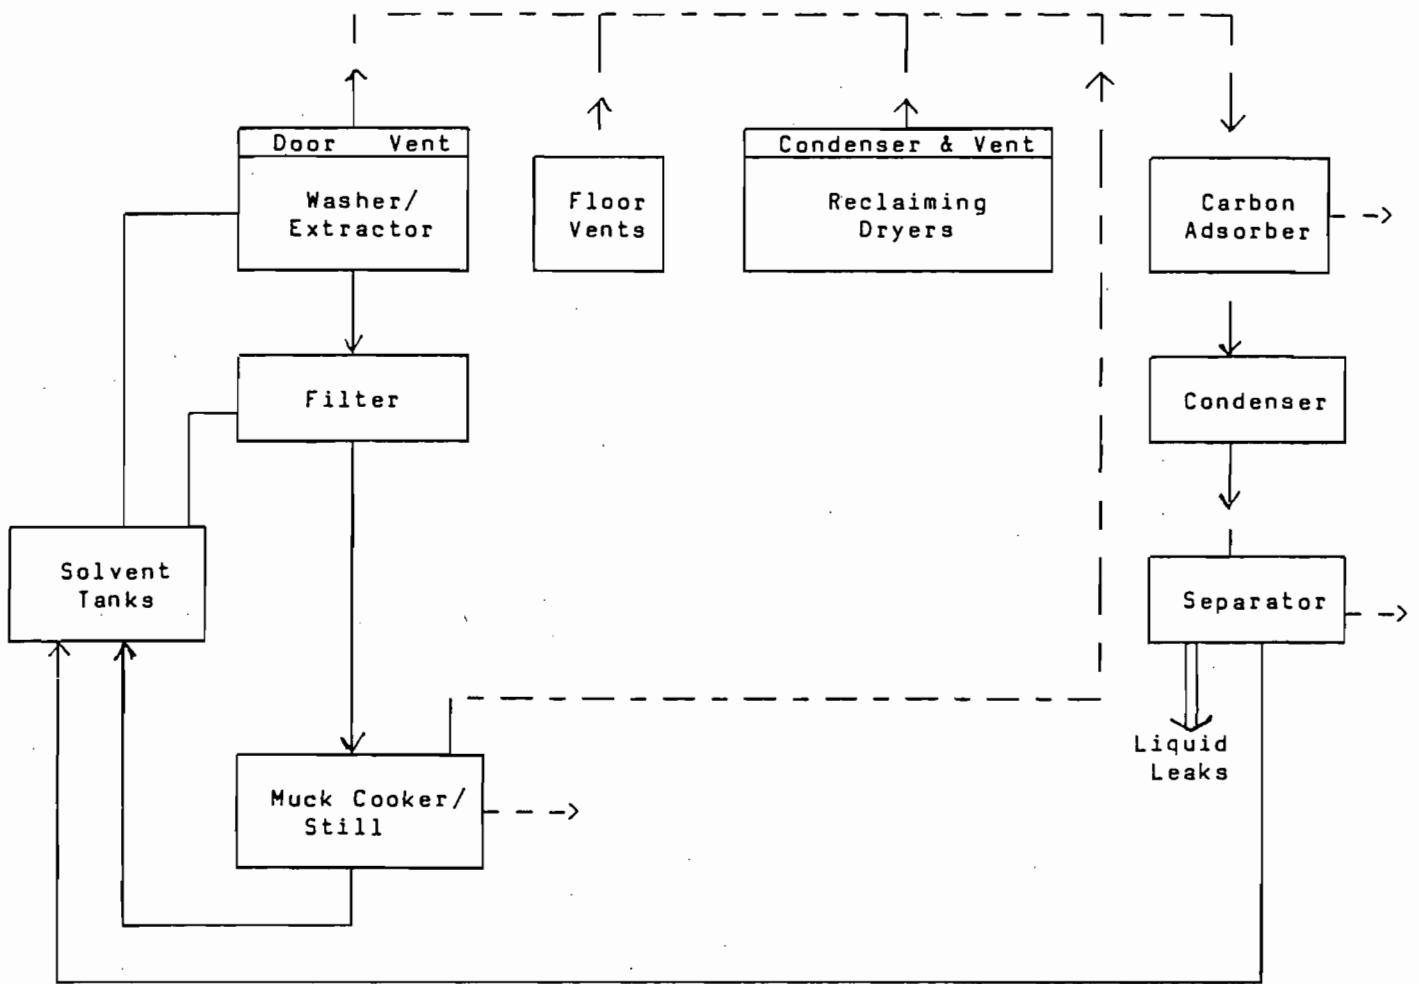 Door Vent
Washer/
Extractor
Floor
Vents
Condenser & Vent
Reclaiming
Dryers
Carbon
Adsorber
Filter
Condenser
Solvent
Tanks
Separator
Liquid
Leaks
Muck Cooker/
Still